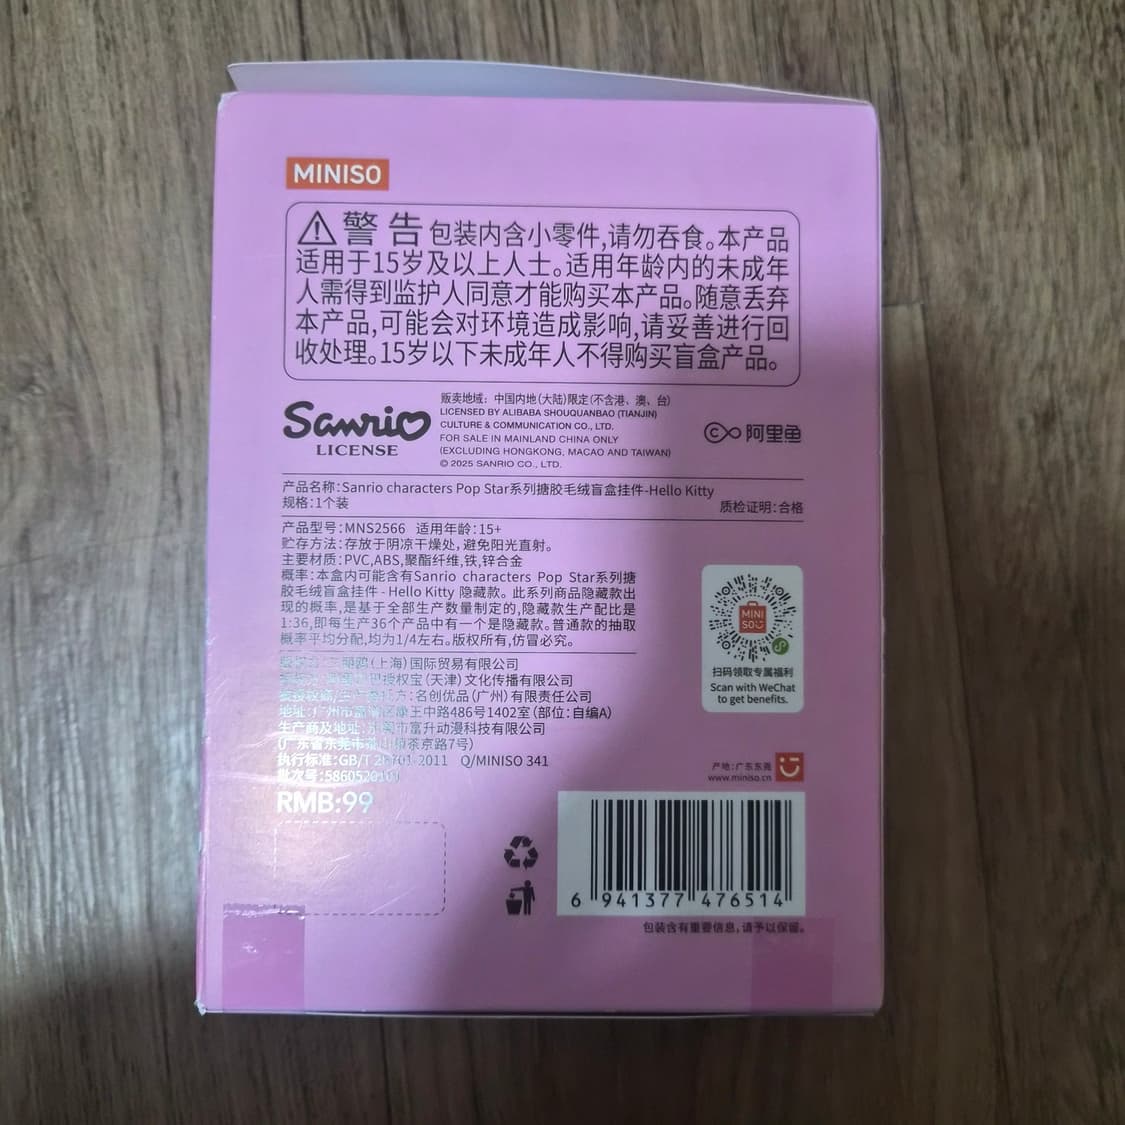 MINISO
警告 包装内含小零件,请勿吞食。本产品
适用于15岁及以上人士。适用年龄内的未成年
人需得到监护人同意才能购买本产品。随意丢弃
本产品,可能会对环境造成影响,请妥善进行回
收处理。15岁以下未成年人不得购买盲盒产品。
Sanrio
LICENSE
贩卖地域：中国内地(大陆)限定(不含港、澳、台)
LICENSED BY ALIBABA SHOUQUANBAO (TIANJIN)
CULTURE & COMMUNICATION CO., LTD.
FOR SALE IN MAINLAND CHINA ONLY
(EXCLUDING HONGKONG, MACAO AND TAIWAN)
© 2025 SANRIO CO., LTD.
阿里鱼
产品名称:Sanrio characters Pop Star系列搪胶毛绒盲盒挂件-Hello Kitty
规格:1个装
质检证明:合格
产品型号:MNS2566 适用年龄:15+
贮存方法:存放于阴凉干燥处,避免阳光直射。
主要材质:PVC,ABS,聚酯纤维,铁,锌合金
概率:本盒内可能含有Sanrio characters Pop Star系列搪
胶毛绒盲盒挂件-Hello Kitty 隐藏款。此系列商品隐藏款出
现的概率,是基于全部生产数量制定的,隐藏款生产配比是
1:36,即每生产36个产品中有一个是隐藏款。普通款的抽取
概率平均分配,均为1/4左右。版权所有,仿冒必究。
(上海)国际贸易有限公司
授权宝(天津)文化传播有限公司
名创优品(广州)有限责任公司
地址:广州市 康王中路486号1402室(部位:自编A)
生产商及地址: 东莞市富升动漫科技有限公司
(广东省东莞市 茶京路7号)
执行标准:GB/T 26701-2011 Q/MINISO 341
批次号:
RMB:99
MINI
SO
扫码领取专属福利
Scan with WeChat
to get benefits.
产地:广东东莞
www.miniso.cn
6 941377 476514
包装含有重要信息,请予以保留。